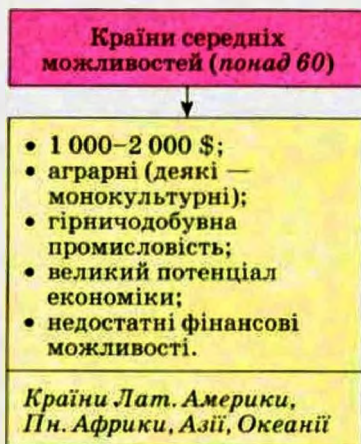 Країни середніх
можливостей (понад 60)
• 1 000–2 000 $;
• аграрні (деякі —
монокультурні);
• гірничодобувна
промисловість;
• великий потенціал
економіки;
• недостатні фінансові
можливості.
Країни Лат. Америки,
Пн. Африки, Азії, Океанії